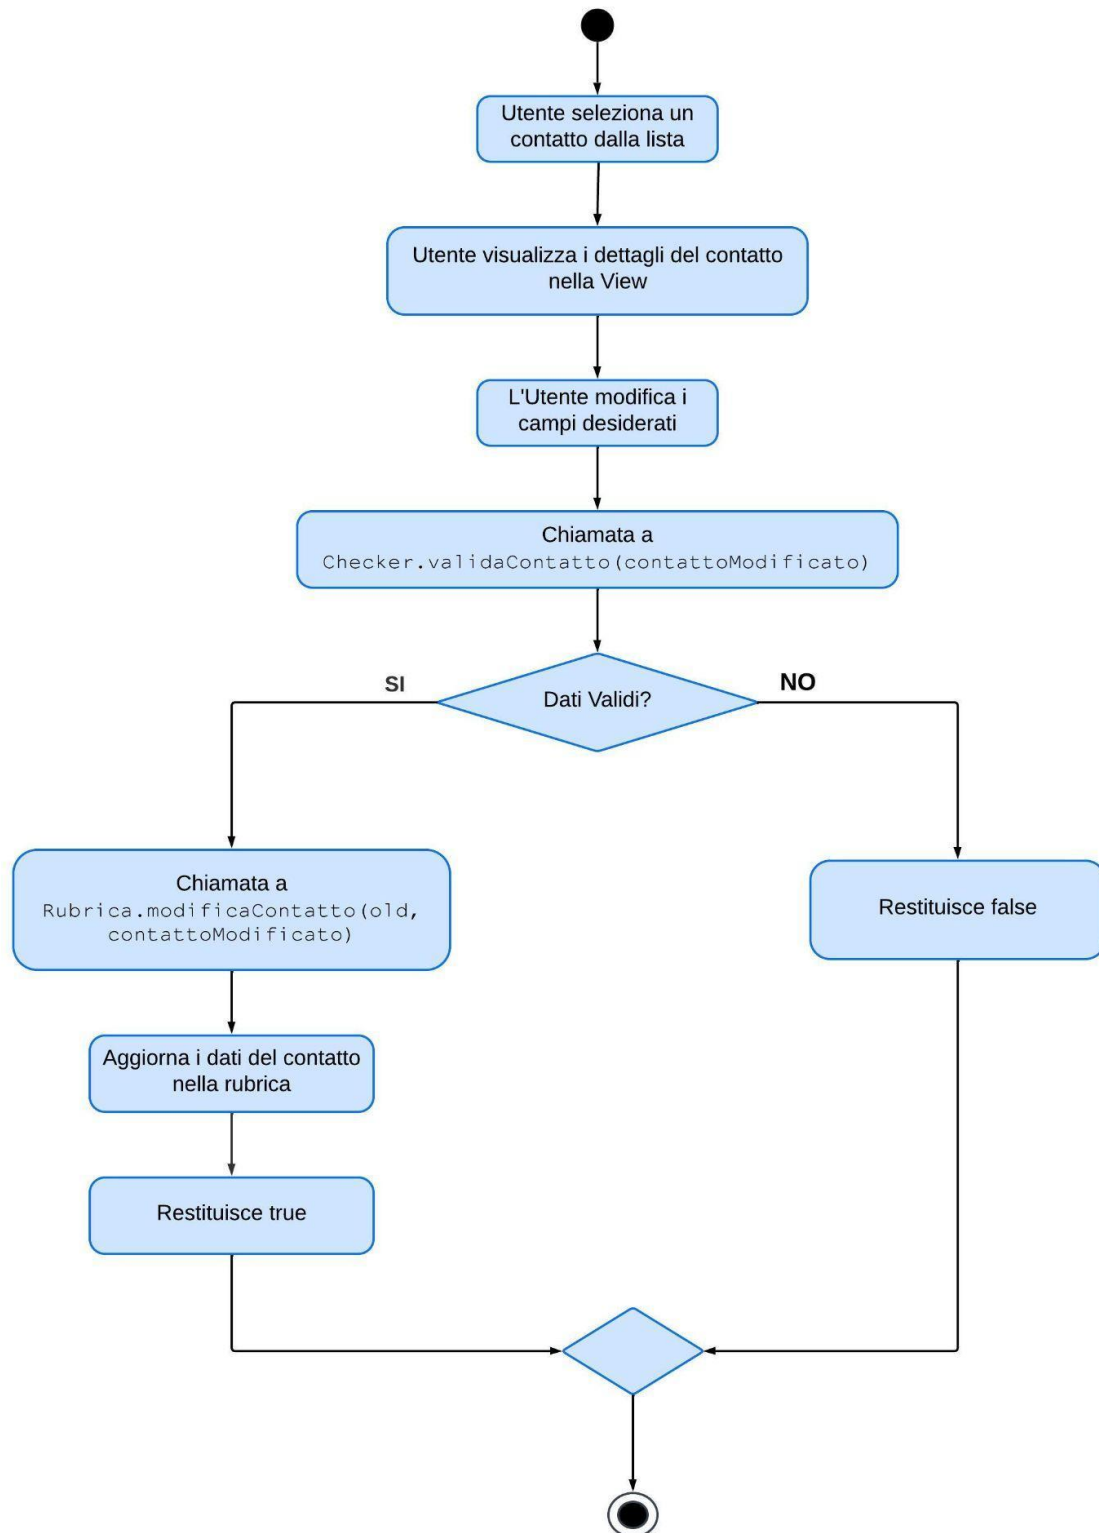 Utente seleziona un
contatto dalla lista
Utente visualizza i dettagli del contatto
nella View
L'Utente modifica i
campi desiderati
Chiamata a
Checker.validaContatto(contattoModificato)
Dati Validi?
SI
NO
Chiamata a
Rubrica.modificaContatto(old,
contattoModificato)
Restituisce false
Aggiorna i dati del contatto
nella rubrica
Restituisce true